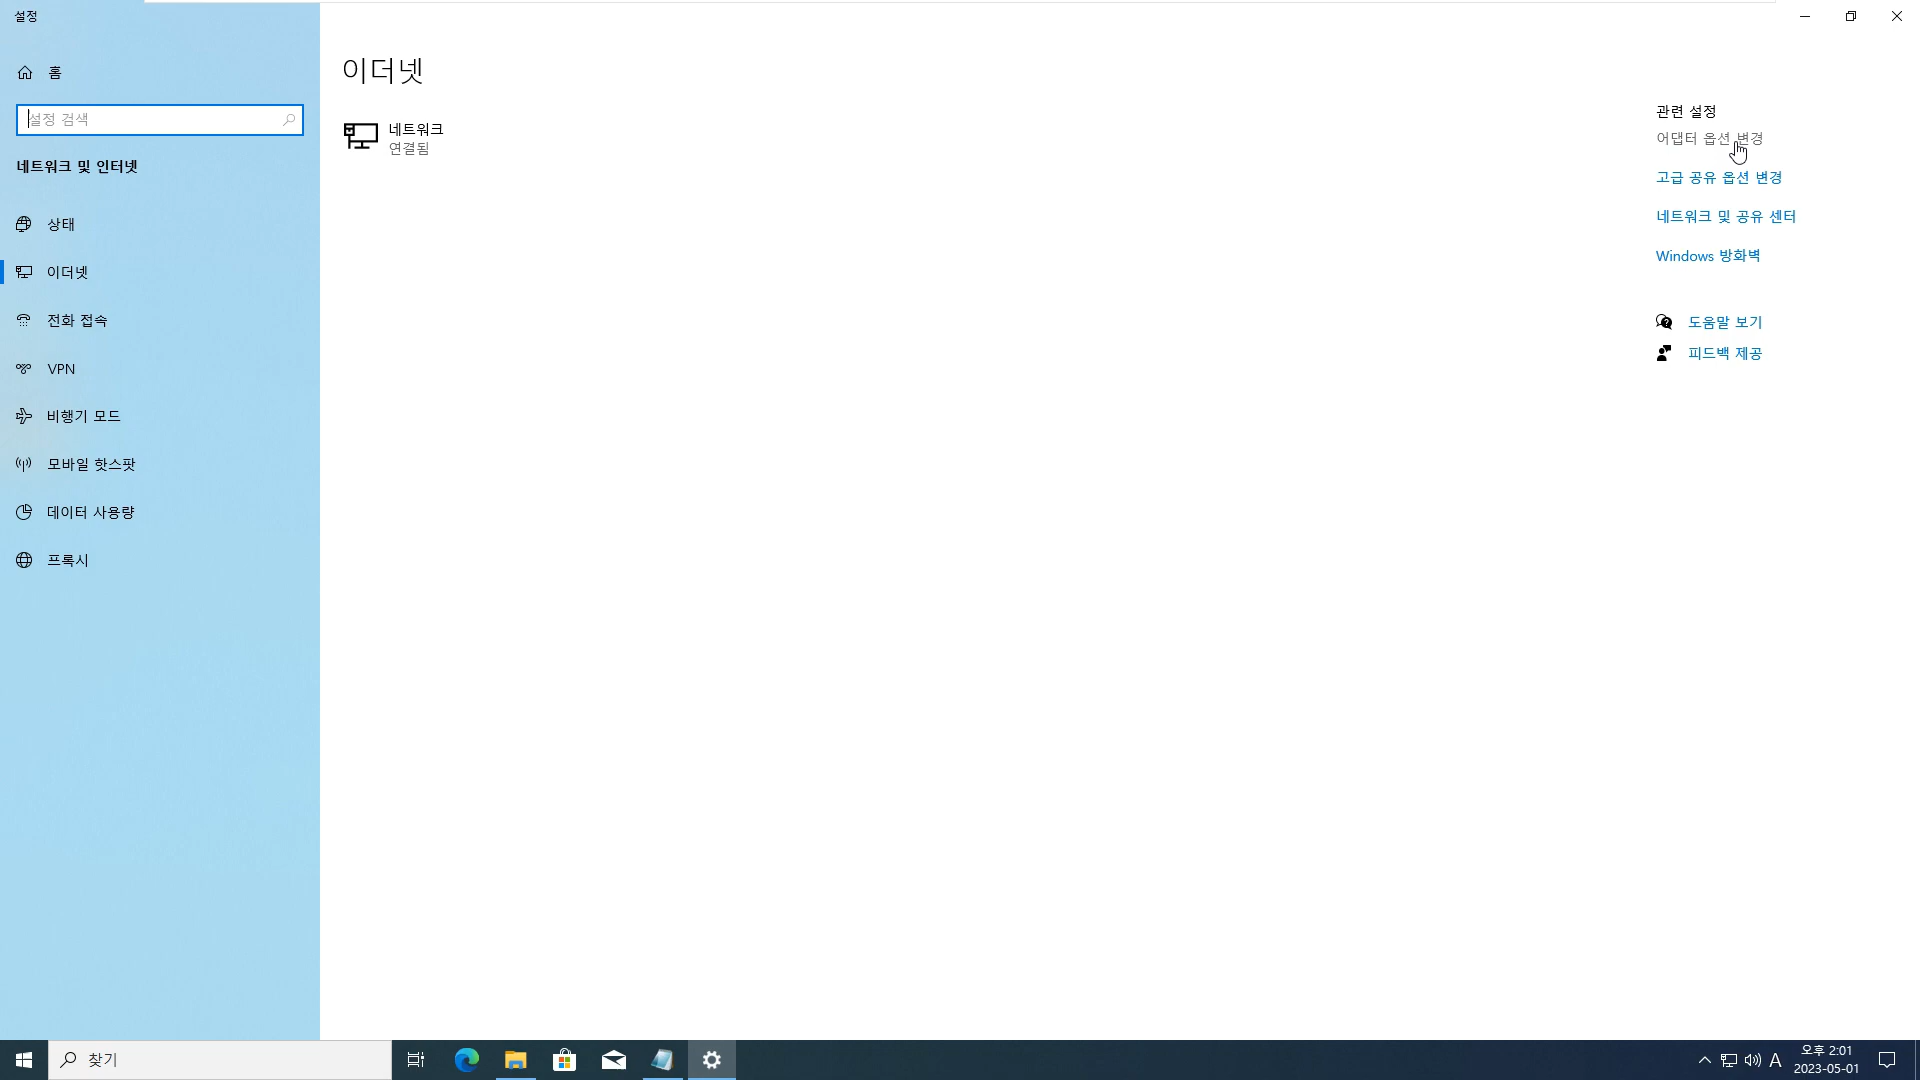 설정
홈
설정 검색
네트워크 및 인터넷
상태
이더넷
전화 접속
VPN
비행기 모드
모바일 핫스팟
데이터 사용량
프록시
이더넷
네트워크
연결됨
관련 설정
어댑터 옵션 변경
고급 공유 옵션 변경
네트워크 및 공유 센터
Windows 방화벽
도움말 보기
피드백 제공
찾기
A
오후 2:01
2023-05-01